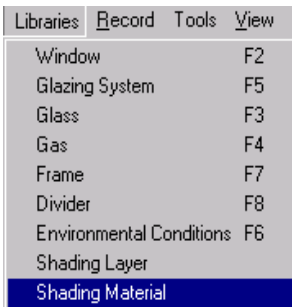 Libraries Record Tools View
Window F2
Glazing System F5
Glass F3
Gas F4
Frame F7
Divider F8
Environmental Conditions F6
Shading Layer
Shading Material